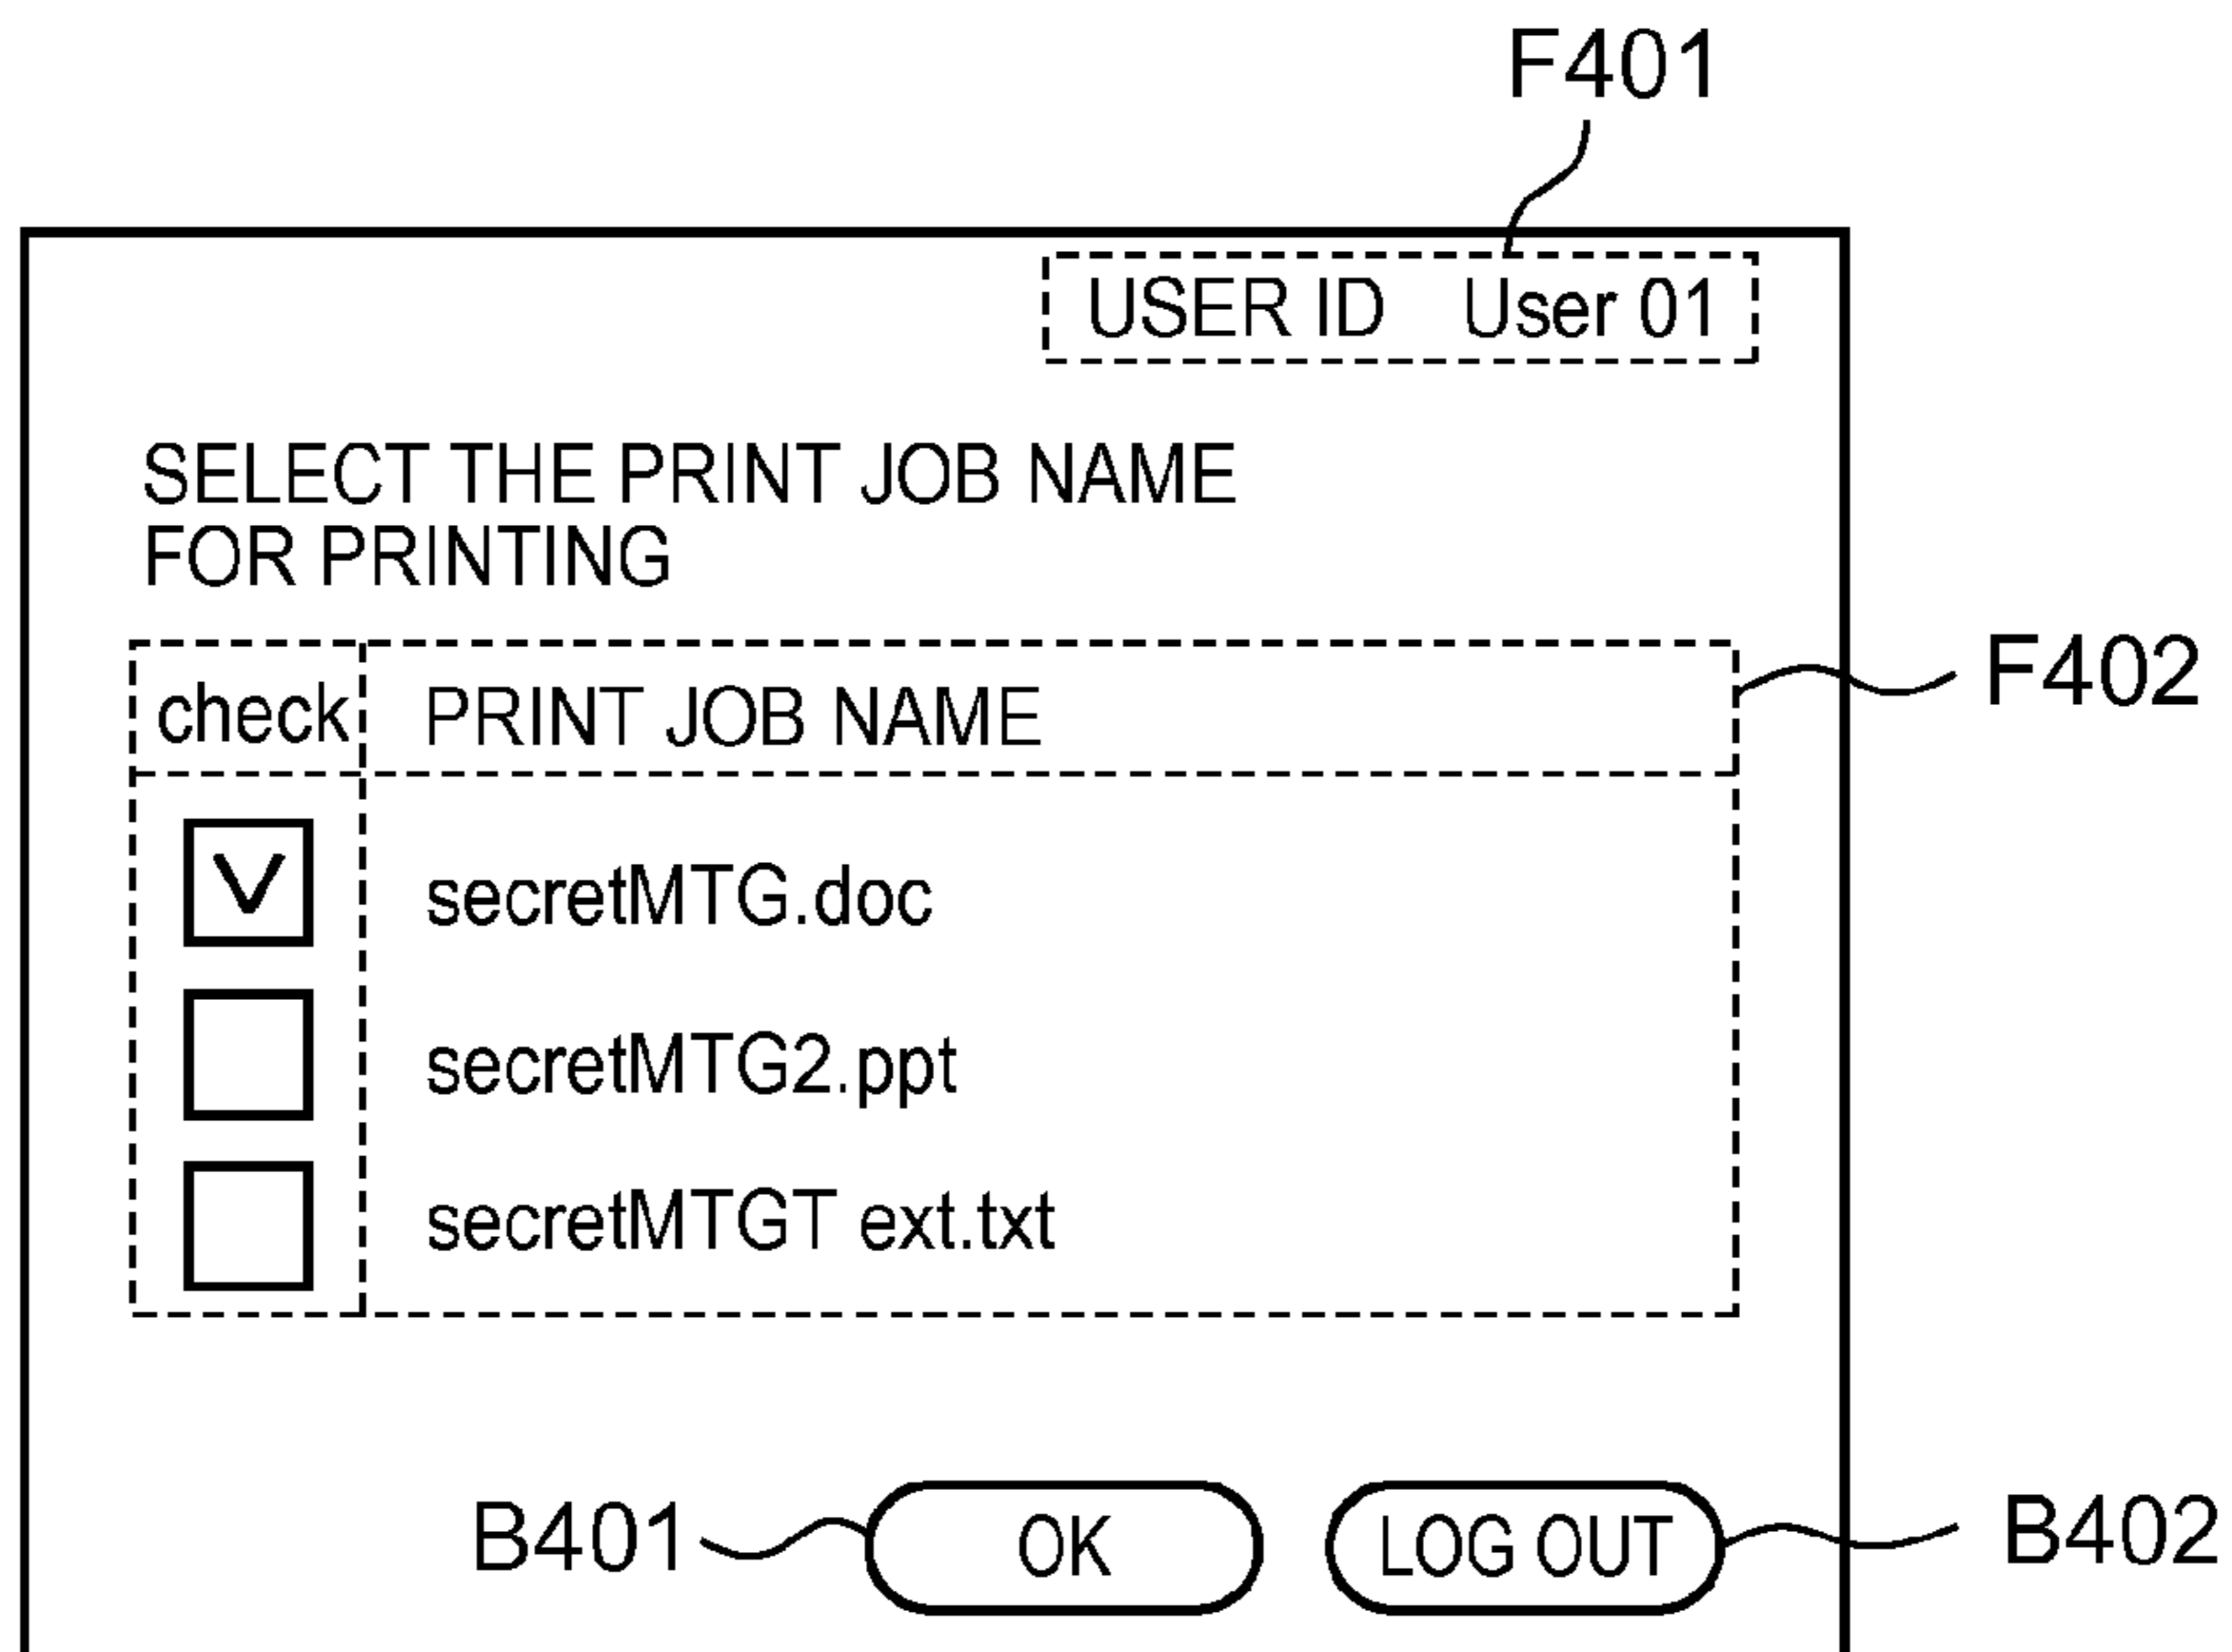 F401
USER ID User 01
SELECT THE PRINT JOB NAME
FOR PRINTING
F402
check PRINT JOB NAME
V secretMTG.doc
secretMTG2.ppt
secretMTGT ext.txt
B401 OK LOG OUT B402